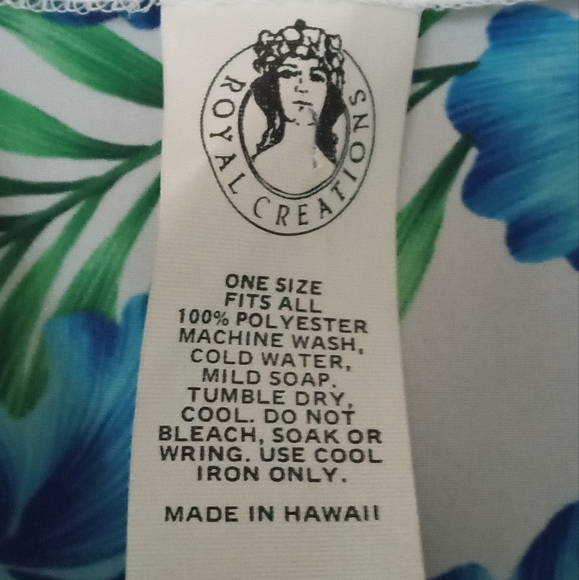 ROYAL CREATIONS
ONE SIZE
FITS ALL
100% POLYESTER
MACHINE WASH,
COLD WATER,
MILD SOAP.
TUMBLE DRY,
COOL. DO NOT
BLEACH, SOAK OR
WRING. USE COOL
IRON ONLY.
MADE IN HAWAII